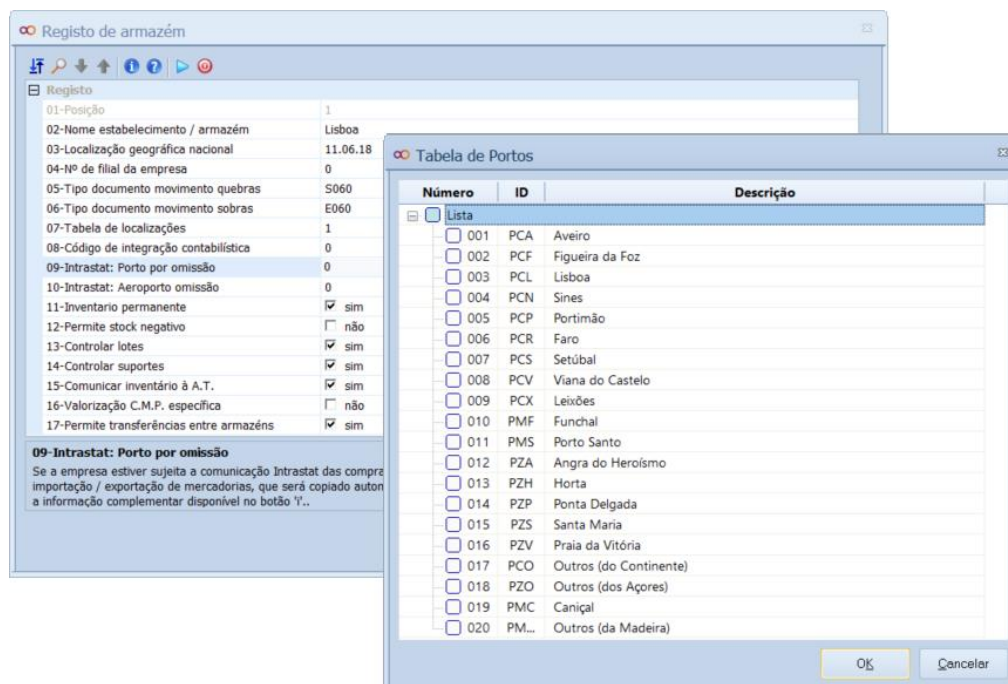 Registo de armazém
Registo
01-Posição 1
02-Nome estabelecimento / armazém Lisboa
03-Localização geográfica nacional 11.06.18
04-Nº de filial da empresa 0
05-Tipo documento movimento quebras S060
06-Tipo documento movimento sobras E060
07-Tabela de localizações 1
08-Código de integração contabilística 0
09-Intrastat: Porto por omissão 0
10-Intrastat: Aeroporto omissão 0
11-Inventario permanente sim
12-Permite stock negativo não
13-Controlar lotes sim
14-Controlar suportes sim
15-Comunicar inventário à A.T. sim
16-Valorização C.M.P. específica não
17-Permite transferências entre armazéns sim
09-Intrastat: Porto por omissão
Se a empresa estiver sujeita a comunicação Intrastat das compra
importação / exportação de mercadorias, que será copiado auton
a informação complementar disponível no botão 'i'..
Tabela de Portos
Número ID Descrição
Lista
001 PCA Aveiro
002 PCF Figueira da Foz
003 PCL Lisboa
004 PCN Sines
005 PCP Portimão
006 PCR Faro
007 PCS Setúbal
008 PCV Viana do Castelo
009 PCX Leixões
010 PMF Funchal
011 PMS Porto Santo
012 PZA Angra do Heroísmo
013 PZH Horta
014 PZP Ponta Delgada
015 PZS Santa Maria
016 PZV Praia da Vitória
017 PCO Outros (do Continente)
018 PZO Outros (dos Açores)
019 PMC Caniçal
020 PM... Outros (da Madeira)
OK Cancelar